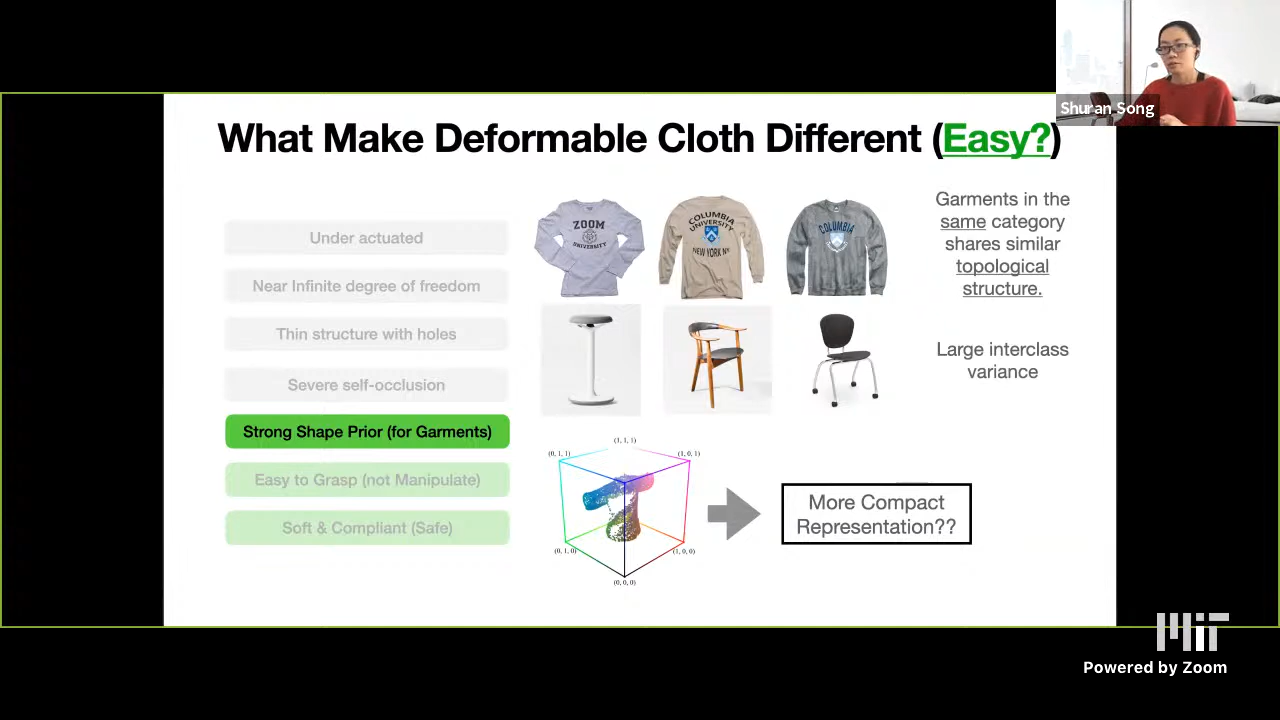 Shuran Song
What Make Deformable Cloth Different (Easy?)
Under actuated
Near Infinite degree of freedom
Thin structure with holes
Severe self-occlusion
Strong Shape Prior (for Garments)
Easy to Grasp (not Manipulate)
Soft & Compliant (Safe)
ZOOM
UNIVERSITY
COLUMBIA
UNIVERSITY
NEW YORK NY
COLUMBIA
Garments in the
same category
shares similar
topological
structure.
Large interclass
variance
(1, 1, 1)
(0, 1, 1)
(1, 0, 1)
(0, 1, 0)
(1, 0, 0)
(0, 0, 0)
More Compact
Representation??
MIT
Powered by Zoom